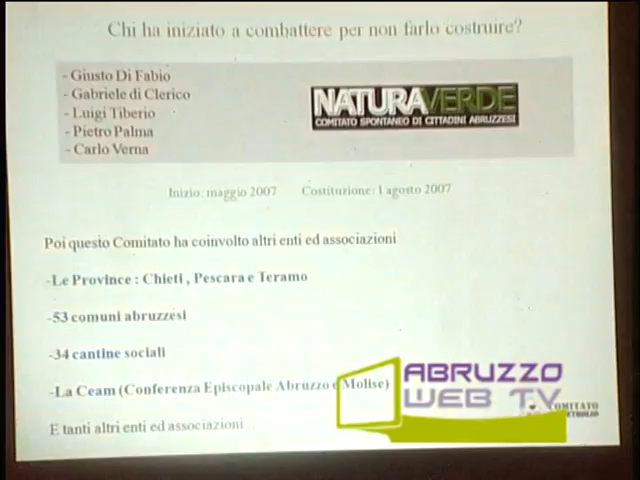 Chi ha iniziato a combattere per non farlo costruire?
- Giusto Di Fabio
- Gabriele di Clerico
- Luigi Tiberio
- Pietro Palma
- Carlo Verna
NATURAVERDE
COMITATO SPONTANEO DI CITTADINI ABRUZZESI
Inizio: maggio 2007 Costituzione: 1 agosto 2007
Poi questo Comitato ha coinvolto altri enti ed associazioni
-Le Province : Chieti , Pescara e Teramo
-53 comuni abruzzesi
-34 cantine sociali
-La Ceam (Conferenza Episcopale Abruzzo e Molise)
E tanti altri enti ed associazioni
ABRUZZO
WEB TV